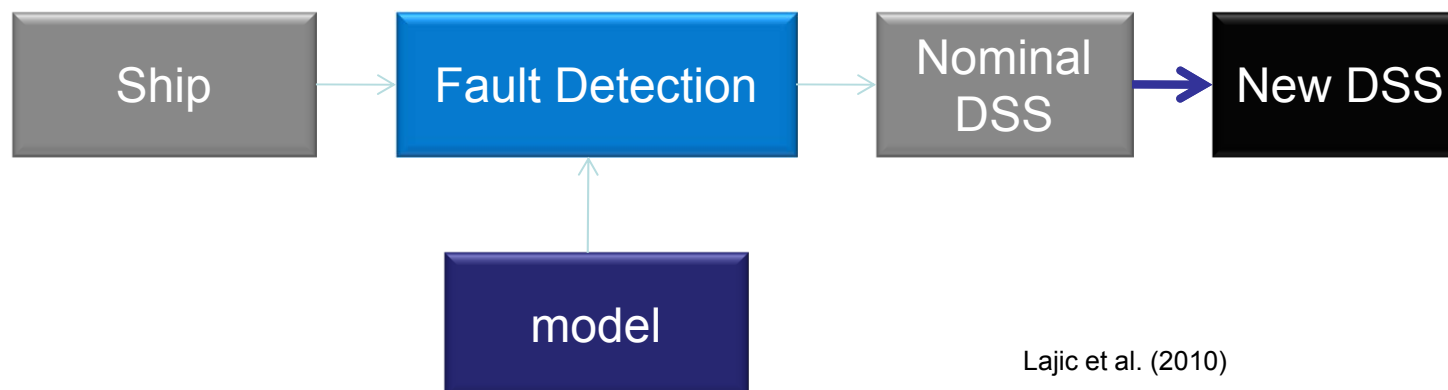 Ship
Fault Detection
Nominal
DSS
New DSS
model
Lajic et al. (2010)